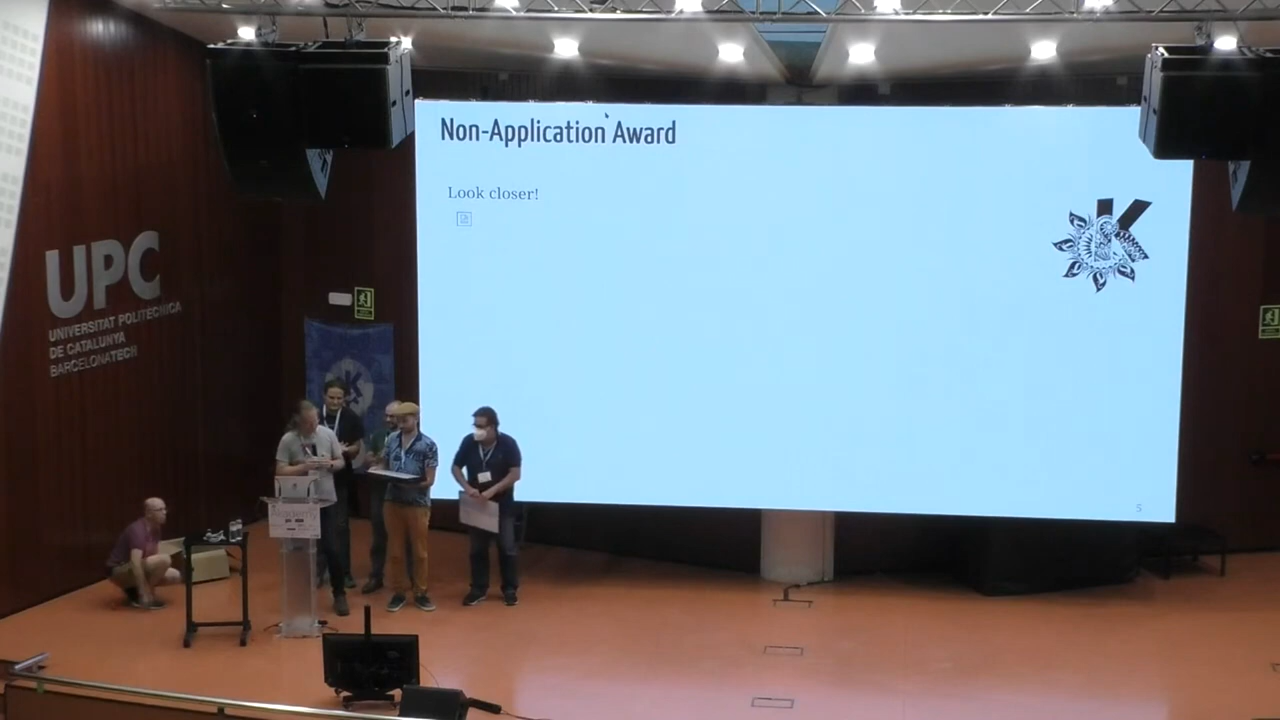 Non-Application Award
Look closer!
5
UPC
UNIVERSITAT POLITÈCNICA
DE CATALUNYA
BARCELONATECH
K
K